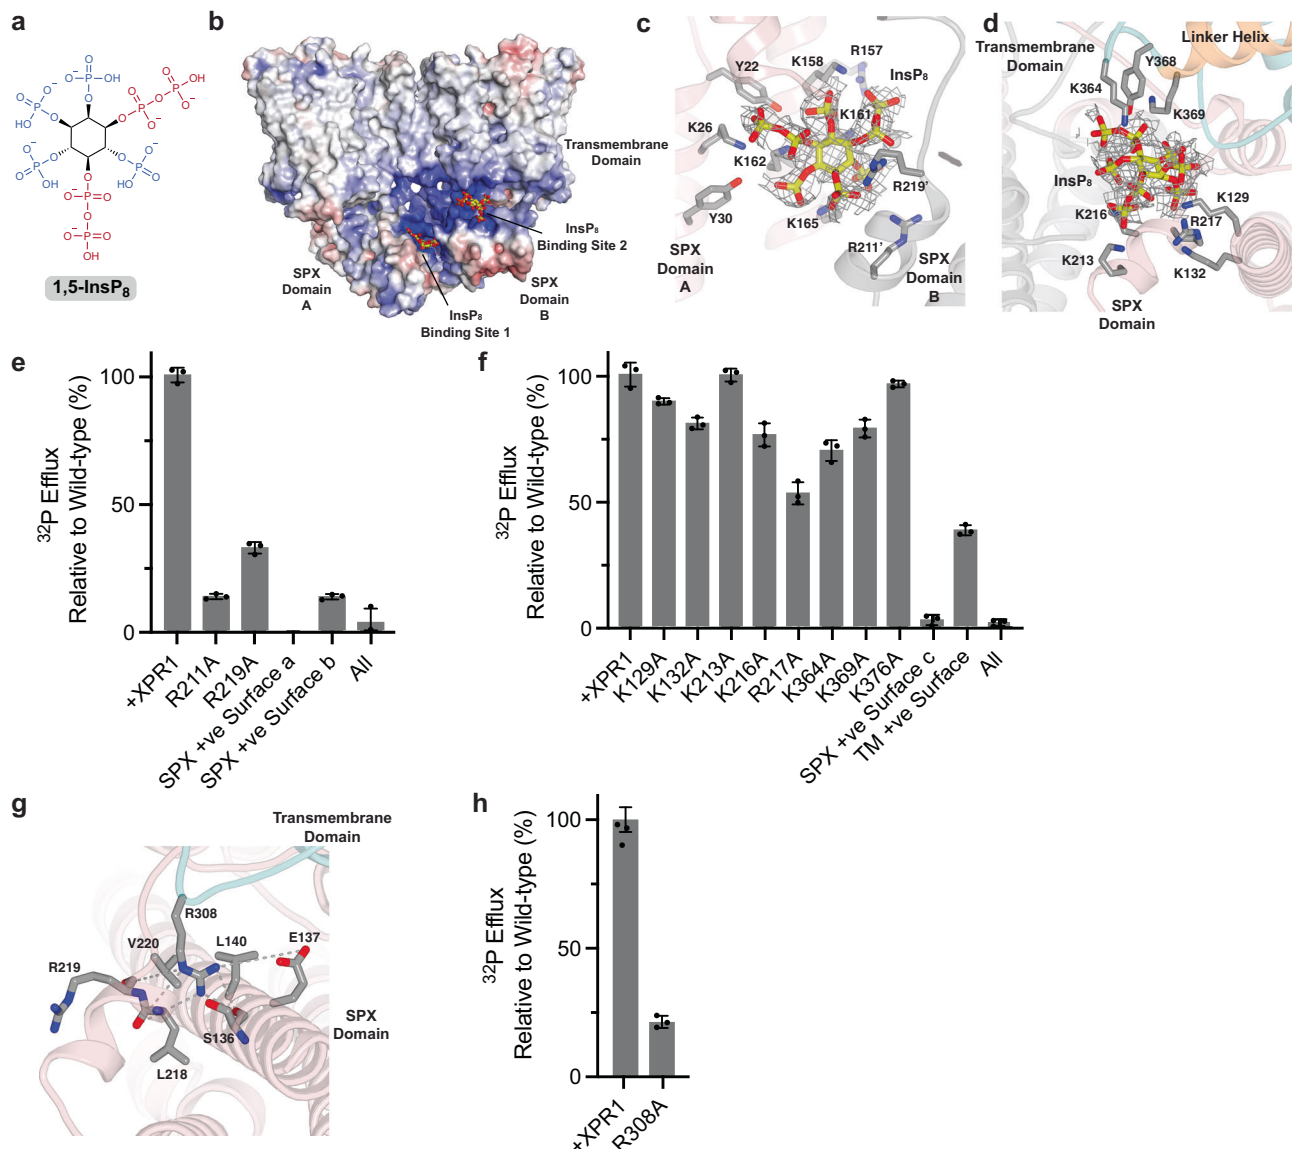 a
b
c
d
1,5-InsP8
Transmembrane
Domain
InsP8
Binding Site 2
SPX
Domain
A
SPX
Domain
B
InsP8
Binding Site 1
Y22
K158
R157
InsP8
K161
K26
K162
R219'
Y30
K165
R211'
SPX
Domain
A
SPX
Domain
B
Transmembrane
Domain
Linker Helix
Y368
K364
K369
InsP8
K129
K216
R217
K213
K132
SPX
Domain
e
32P Efflux
Relative to Wild-type (%)
100
50
0
+XPR1
R211A
R219A
SPX +ve Surface a
SPX +ve Surface b
All
f
32P Efflux
Relative to Wild-type (%)
100
50
0
+XPR1
K129A
K132A
K213A
K216A
R217A
K364A
K369A
K376A
SPX +ve Surface c
TM +ve Surface
All
g
Transmembrane
Domain
R308
V220
L140
E137
R219
S136
SPX
Domain
L218
h
32P Efflux
Relative to Wild-type (%)
100
50
0
+XPR1
R308A